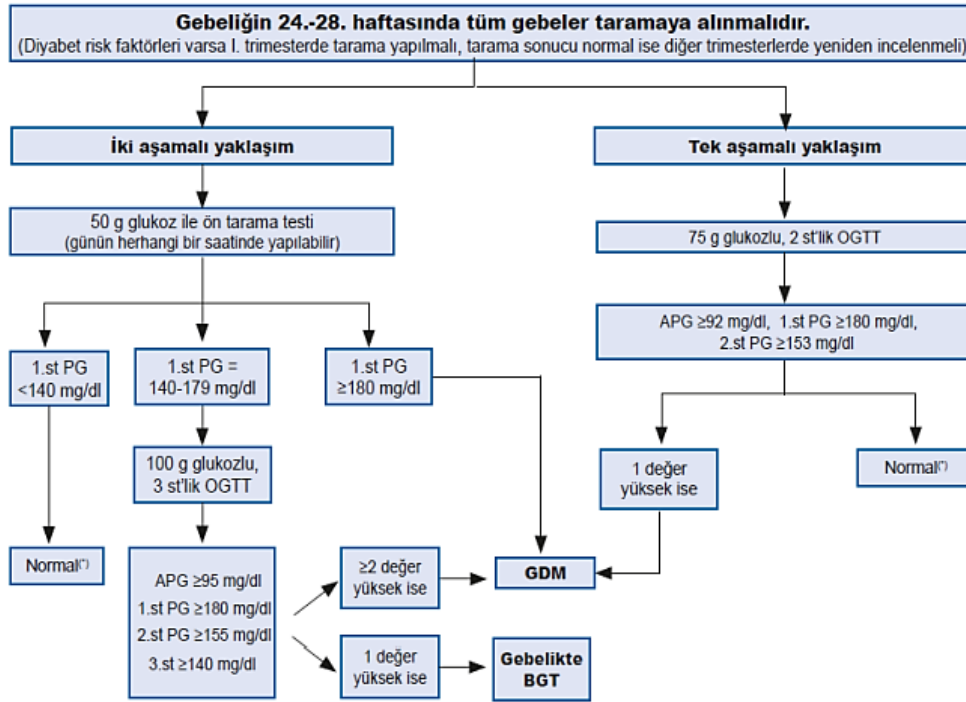 Gebeliğin 24.-28. haftasında tüm gebeler taramaya alınmalıdır.
(Diyabet risk faktörleri varsa I. trimesterde tarama yapılmalı, tarama sonucu normal ise diğer trimesterlerde yeniden incelenmeli)
İki aşamalı yaklaşım
Tek aşamalı yaklaşım
50 g glukoz ile ön tarama testi
(günün herhangi bir saatinde yapılabilir)
75 g glukozlu, 2 st'lik OGTT
APG ≥92 mg/dl, 1.st PG ≥180 mg/dl,
2.st PG ≥153 mg/dl
1.st PG
<140 mg/dl
1.st PG =
140-179 mg/dl
1.st PG
≥180 mg/dl
100 g glukozlu,
3 st'lik OGTT
1 değer
yüksek ise
Normal(*)
Normal(*)
APG ≥95 mg/dl
1.st PG ≥180 mg/dl
2.st PG ≥155 mg/dl
3.st ≥140 mg/dl
≥2 değer
yüksek ise
GDM
1 değer
yüksek ise
Gebelikte
BGT